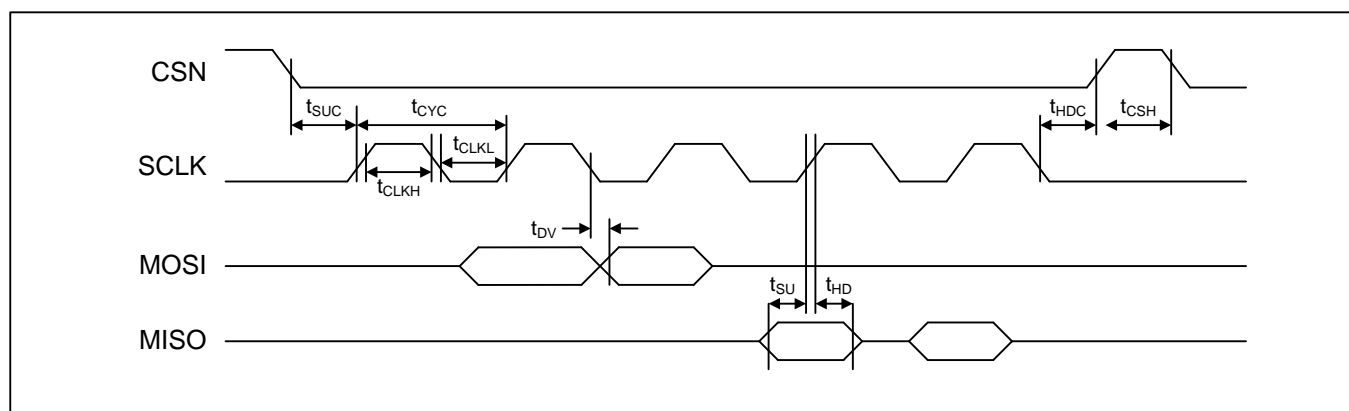 CSN
tSUC
tCYC
tHDC
tCSH
SCLK
tCLKL
tCLKH
tDV
MOSI
tSU
tHD
MISO